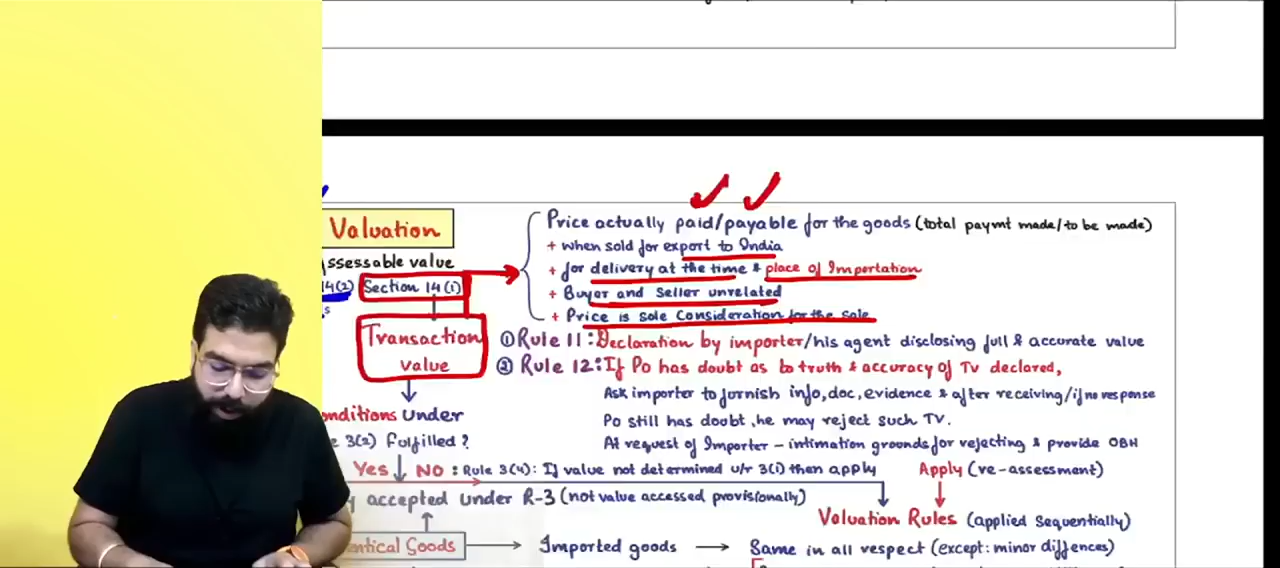 Valuation
Assessable value
14(2) Section 14(1)
s
Transaction
value
Price actually paid/payable for the goods (total paymt made/to be made)
+ when sold for export to India
+ for delivery at the time & place of Importation
+ Buyer and Seller unrelated
+ Price is sole Consideration for the sale
① Rule 11: Declaration by importer/his agent disclosing full & accurate value
② Rule 12: If PO has doubt as to truth & accuracy of TV declared,
Ask importer to furnish info, doc, evidence & after receiving/if no response
PO still has doubt, he may reject such TV.
At request of Importer - intimation grounds for rejecting & provide OBH
onditions under
e 3(2) fulfilled?
Yes NO: Rule 3(4): If value not determined u/r 3(1) then apply
Apply (re-assessment)
y accepted under R-3 (not value accessed provisionally)
Valuation Rules (applied Sequentially)
entical Goods → Imported goods → Same in all respect (except: minor diffences)